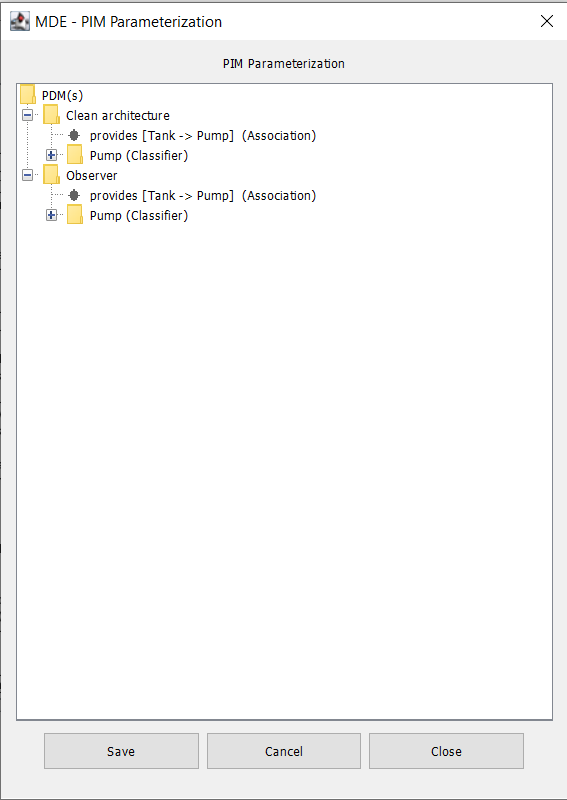 MDE - PIM Parameterization
PIM Parameterization
PDM(s)
Clean architecture
provides [Tank -> Pump] (Association)
Pump (Classifier)
Observer
provides [Tank -> Pump] (Association)
Pump (Classifier)
Save Cancel Close